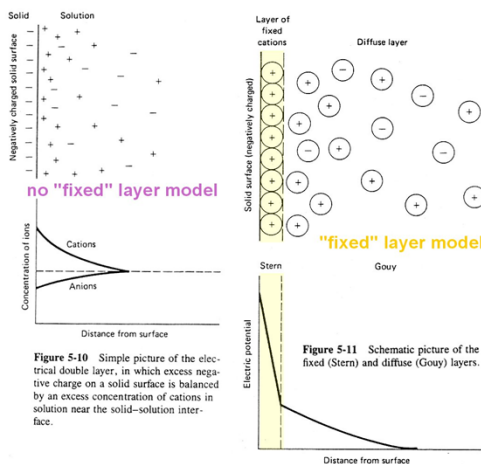 Solid Solution
Negatively charged solid surface
no "fixed" layer model
Concentration of ions
Cations
Anions
Distance from surface
Figure 5-10 Simple picture of the elec-
trical double layer, in which excess nega-
tive charge on a solid surface is balanced
by an excess concentration of cations in
solution near the solid–solution inter-
face.
Layer of
fixed
cations
Diffuse layer
Solid surface (negatively charged)
"fixed" layer model
Stern Gouy
Electric potential
Figure 5-11 Schematic picture of the
fixed (Stern) and diffuse (Gouy) layers.
Distance from surface